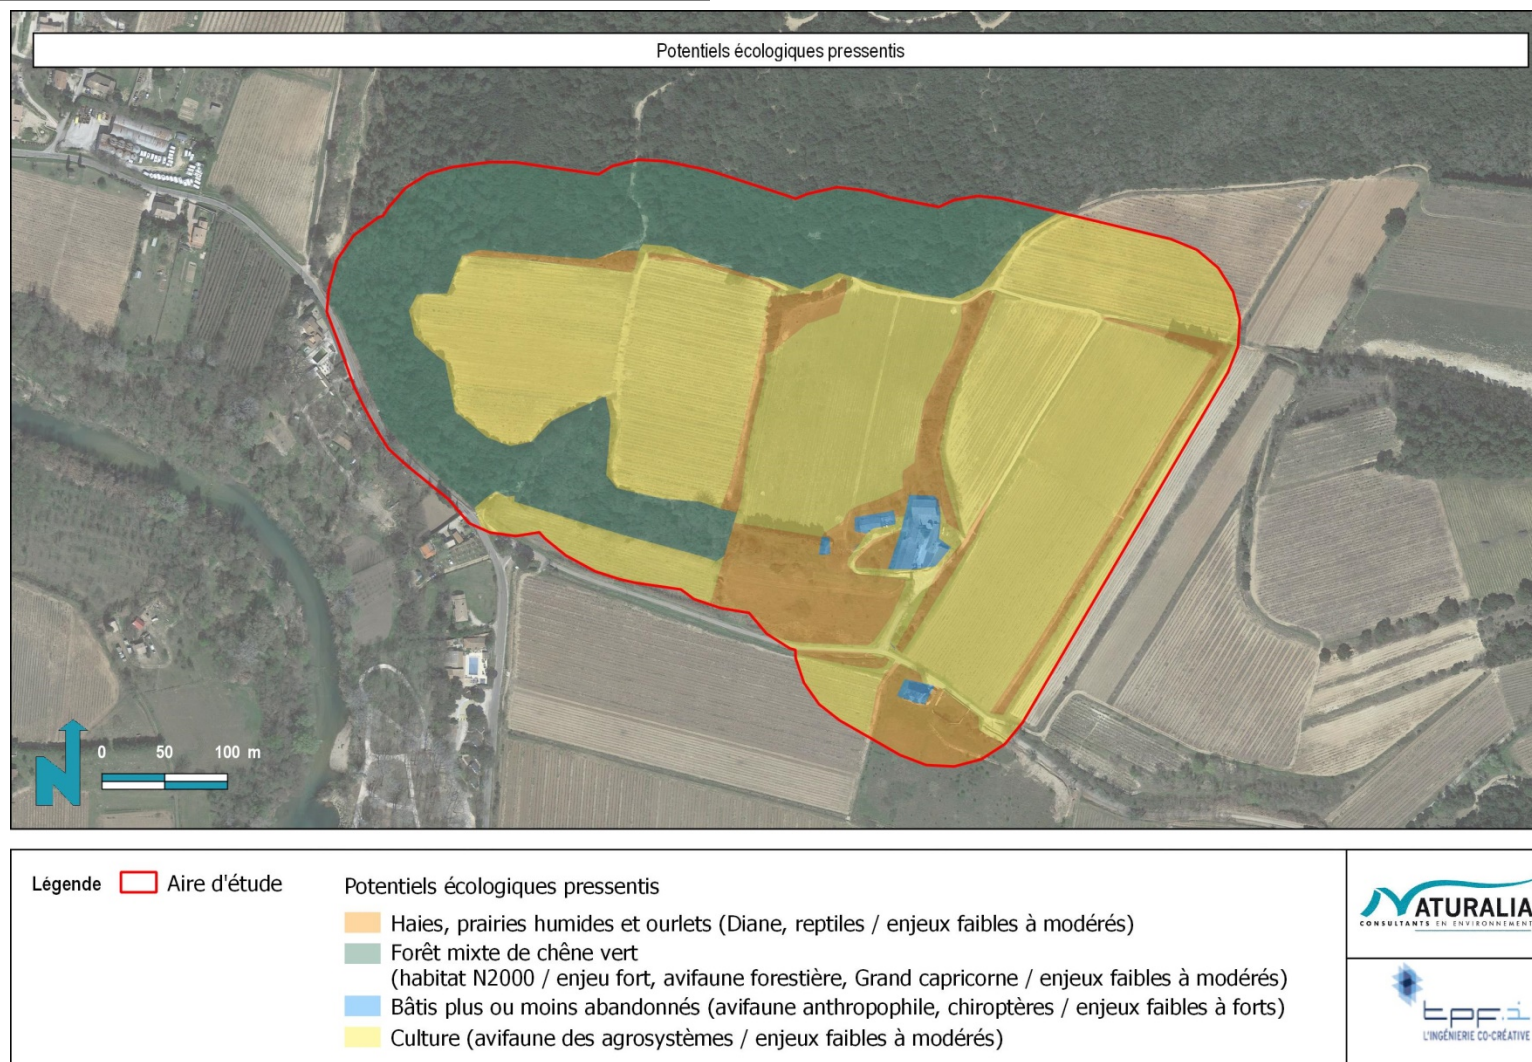 Potentiels écologiques pressentis
N
0 50 100 m
Légende
Aire d'étude
Potentiels écologiques pressentis
Haies, prairies humides et ourlets (Diane, reptiles / enjeux faibles à modérés)
Forêt mixte de chêne vert
(habitat N2000 / enjeu fort, avifaune forestière, Grand capricorne / enjeux faibles à modérés)
Bâtis plus ou moins abandonnés (avifaune anthropophile, chiroptères / enjeux faibles à forts)
Culture (avifaune des agrosystèmes / enjeux faibles à modérés)
NATURALIA
CONSULTANTS EN ENVIRONNEMENT
tpf.i
L'INGÉNIERIE CO-CRÉATIVE